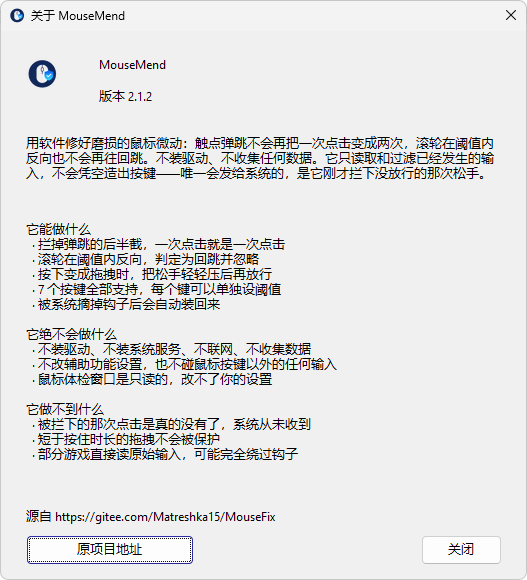 关于 MouseMend
MouseMend
版本 2.1.2
用软件修好磨损的鼠标微动：触点弹跳不会再把一次点击变成两次，滚轮在阈值内
反向也不会再往回跳。不装驱动、不收集任何数据。它只读取和过滤已经发生的输
入，不会凭空造出按键——唯一会发给系统的，是它刚才拦下没放行的那次松手。
它能做什么
· 拦掉弹跳的后半截，一次点击就是一次点击
· 滚轮在阈值内反向，判定为回跳并忽略
· 按下变成拖拽时，把松手轻轻压后再放行
· 7 个按键全部支持，每个键可以单独设阈值
· 被系统摘掉钩子后会自动装回来
它绝不会做什么
· 不装驱动、不装系统服务、不联网、不收集数据
· 不改辅助功能设置，也不碰鼠标按键以外的任何输入
· 鼠标体检窗口是只读的，改不了你的设置
它做不到什么
· 被拦下的那次点击是真的没有了，系统从未收到
· 短于按住时长的拖拽不会被保护
· 部分游戏直接读原始输入，可能完全绕过钩子
源自 https://gitee.com/Matreshka15/MouseFix
原项目地址
关闭